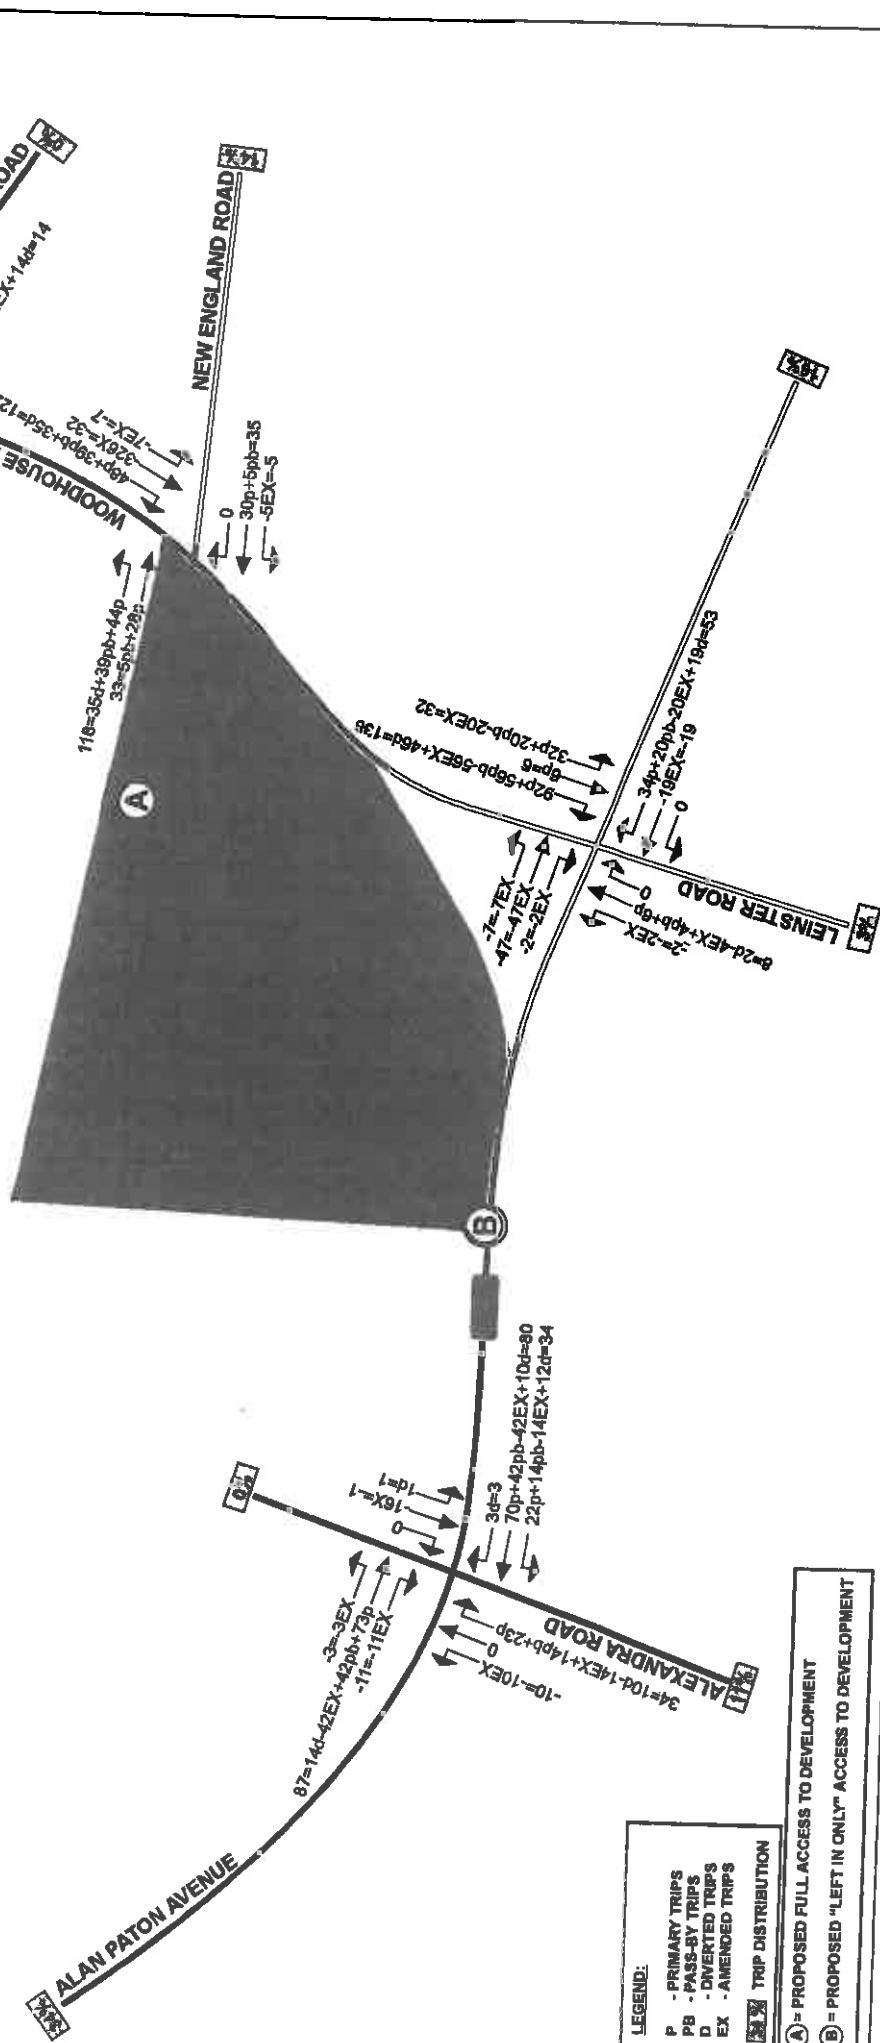 OAD
0%
EX+14d=14
NEW ENGLAND ROAD
14%
WOODHOUSE
48p+39pb+35d=12
-326X=-32
-7EX=-7
118=35d+39pb+44p
33=5pb+28p
0
30p+5pb=35
-5EX=-5
A
92p+56pb-56EX+46d=138
6p=6
32p+20pb-20EX=32
-7=-7EX
-47=-47EX
-2=-2EX
34p+20pb-20EX+19d=53
-19EX=-19
0
0
8=2d-4EX+4pb+6p
-2=-2EX
LEINSTER ROAD
B
0
16X=-1
1d=1
3d=3
70p+42pb-42EX+10d=80
22p+14pb-14EX+12d=34
-3=-3EX
87=14d-42EX+42pb+73p
-11=-11EX
34=10d-14EX+14pb+23p
0
-10=-10EX
ALEXANDRA ROAD
11%
ALAN PATON AVENUE
LEGEND:
P - PRIMARY TRIPS
PB - PASS-BY TRIPS
D - DIVERTED TRIPS
EX - AMENDED TRIPS
% TRIP DISTRIBUTION
A = PROPOSED FULL ACCESS TO DEVELOPMENT
B = PROPOSED "LEFT IN ONLY" ACCESS TO DEVELOPMENT